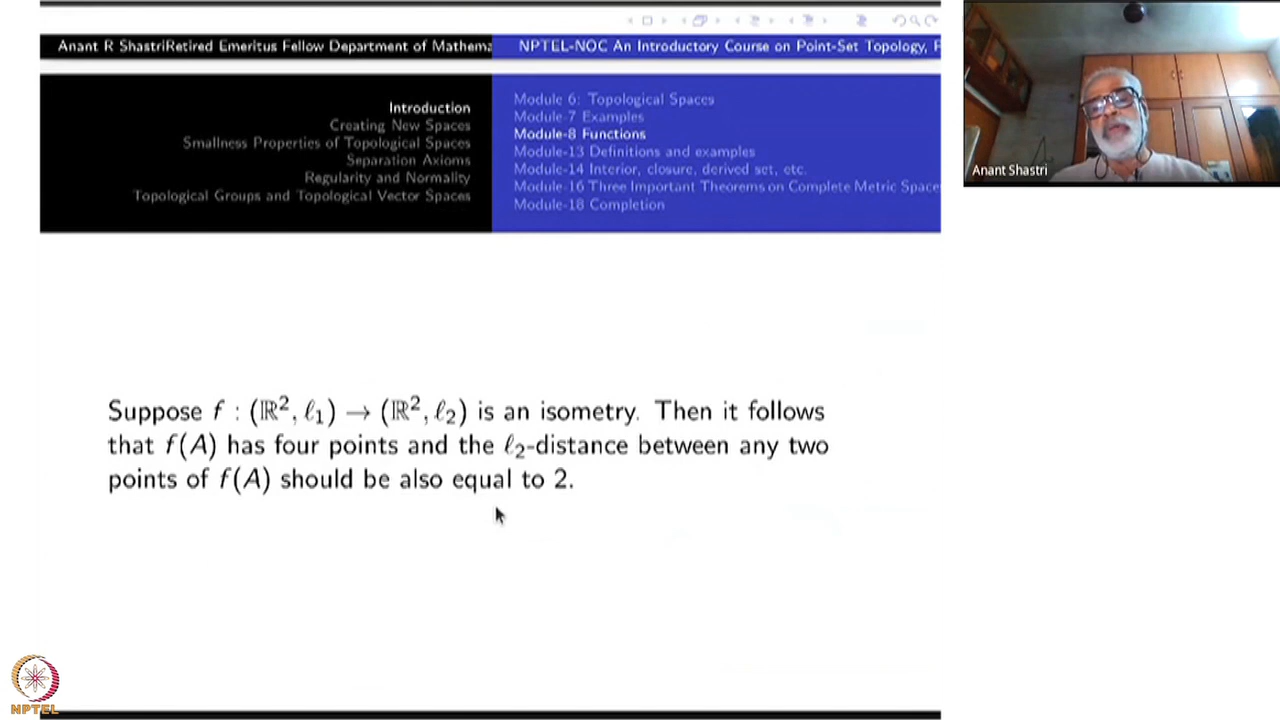 Anant R ShastriRetired Emeritus Fellow Department of Mathema
NPTEL-NOC An Introductory Course on Point-Set Topology, P
Introduction
Creating New Spaces
Smallness Properties of Topological Spaces
Separation Axioms
Regularity and Normality
Topological Groups and Topological Vector Spaces
Module 6: Topological Spaces
Module-7 Examples
Module-8 Functions
Module-13 Definitions and examples
Module-14 Interior, closure, derived set, etc.
Module-16 Three Important Theorems on Complete Metric Space
Module-18 Completion
Anant Shastri
Suppose f : (ℝ², ℓ₁) → (ℝ², ℓ₂) is an isometry. Then it follows
that f(A) has four points and the ℓ₂-distance between any two
points of f(A) should be also equal to 2.
NPTEL